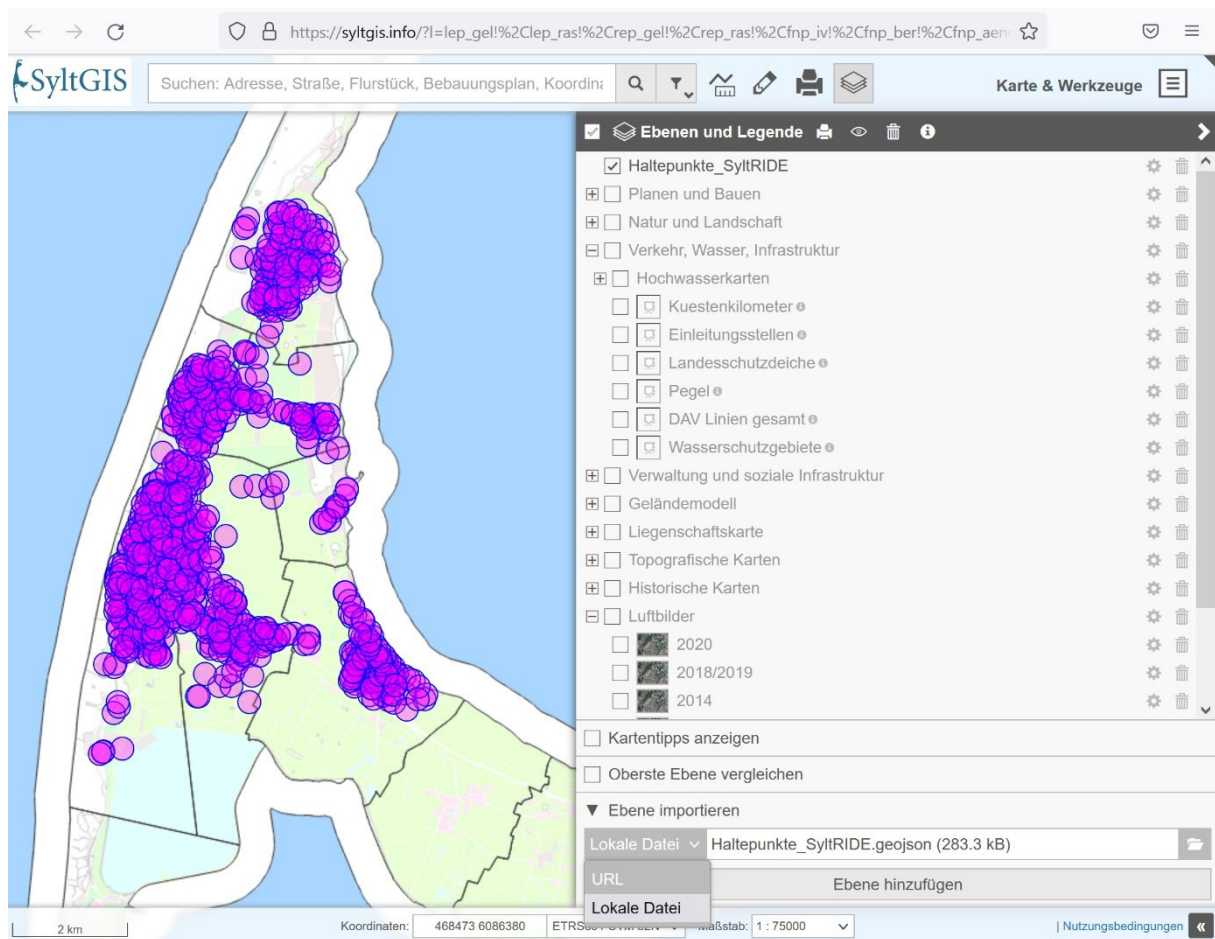 https://syltgis.info/?l=lep_gel!%2Clep_ras!%2Crep_gel!%2Crep_ras!%2Cfnp_iv!%2Cfnp_ber!%2Cfnp_aen
SyltGIS
Suchen: Adresse, Straße, Flurstück, Bebauungsplan, Koordina
Karte & Werkzeuge
Ebenen und Legende
Haltepunkte_SyltRIDE
Planen und Bauen
Natur und Landschaft
Verkehr, Wasser, Infrastruktur
Hochwasserkarten
Kuestenkilometer
Einleitungsstellen
Landesschutzdeiche
Pegel
DAV Linien gesamt
Wasserschutzgebiete
Verwaltung und soziale Infrastruktur
Geländemodell
Liegenschaftskarte
Topografische Karten
Historische Karten
Luftbilder
2020
2018/2019
2014
Kartentipps anzeigen
Oberste Ebene vergleichen
Ebene importieren
Lokale Datei Haltepunkte_SyltRIDE.geojson (283.3 kB)
URL
Ebene hinzufügen
Lokale Datei
2 km
Koordinaten: 468473 6086380 Maßstab: 1 : 75000 | Nutzungsbedingungen